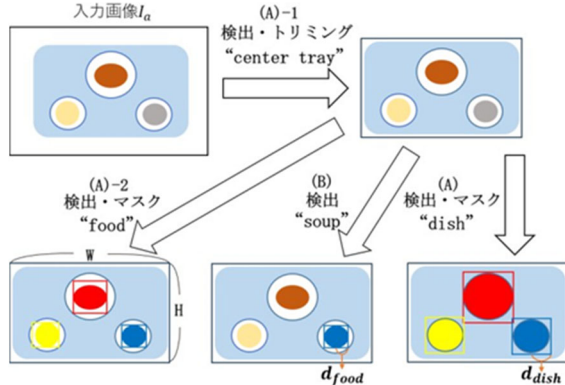 入力画像Ia
(A)-1
検出・トリミング
“center tray”
(A)-2
検出・マスク
“food”
(B)
検出
“soup”
(A)
検出・マスク
“dish”
W
H
dfood
ddish